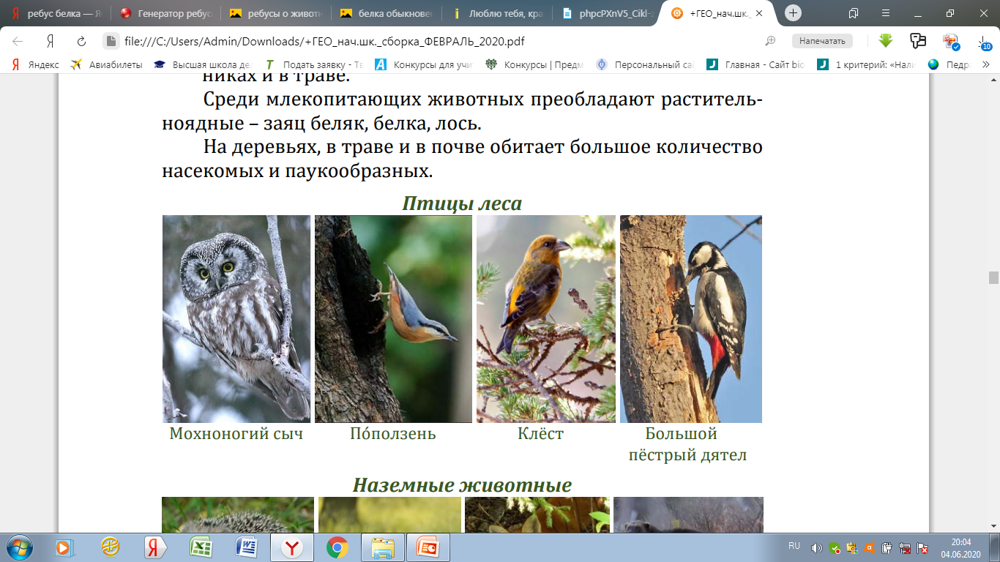 ребус белка — Я
Генератор ребус
ребусы о живот
белка обыкнове
Люблю тебя, кра
phpcPXnV5_Cikl-z
+ГЕО_нач.шк._
file:///C:/Users/Admin/Downloads/+ГЕО_нач.шк._сборка_ФЕВРАЛЬ_2020.pdf
Напечатать
10
Яндекс
Авиабилеты
Высшая школа де
Подать заявку - Тв
Конкурсы для учи
Конкурсы | Предм
Персональный сай
Главная - Сайт bio
1 критерий: «Нали
Педра
никах и в траве.
Среди млекопитающих животных преобладают раститель-
ноядные – заяц беляк, белка, лось.
На деревьях, в траве и в почве обитает большое количество
насекомых и паукообразных.
Птицы леса
Мохноногий сыч
По́ползень
Клёст
Большой
пёстрый дятел
Наземные животные
RU
20:04
04.06.2020